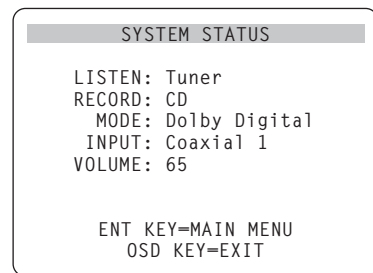 SYSTEM STATUS
LISTEN: Tuner
RECORD: CD
MODE: Dolby Digital
INPUT: Coaxial 1
VOLUME: 65
ENT KEY=MAIN MENU
OSD KEY=EXIT